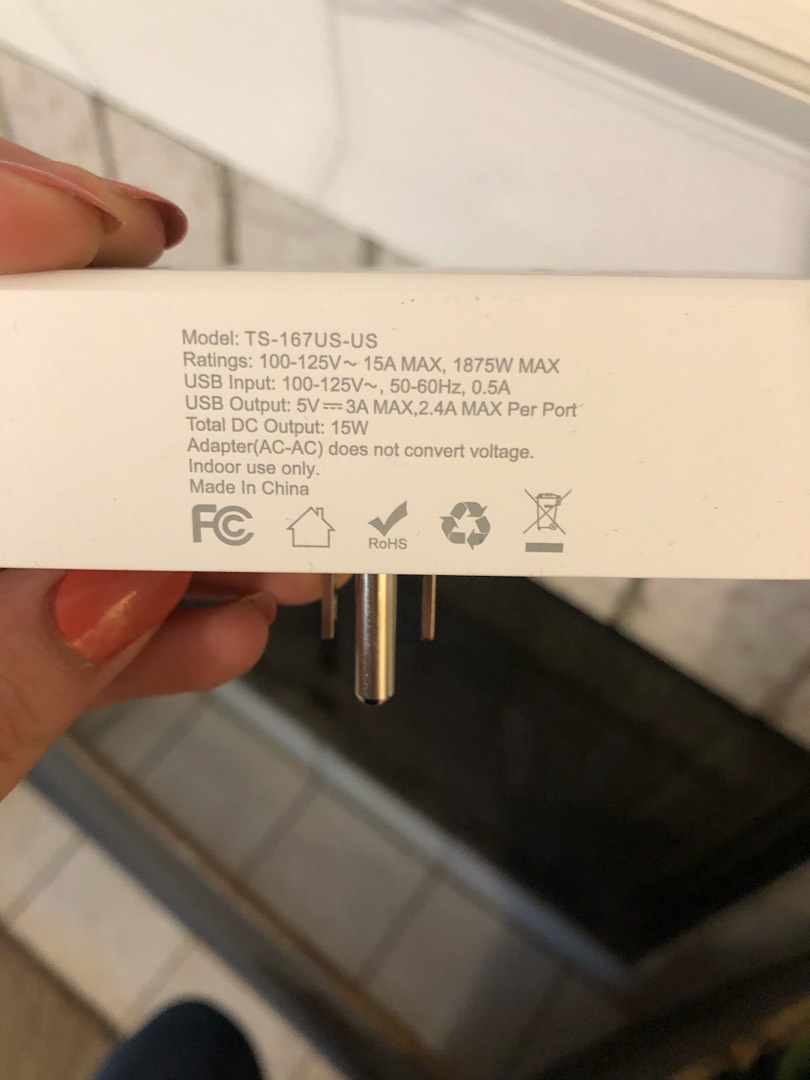 Model: TS-167US-US
Ratings: 100-125V~ 15A MAX, 1875W MAX
USB Input: 100-125V~, 50-60Hz, 0.5A
USB Output: 5V⎓3A MAX,2.4A MAX Per Port
Total DC Output: 15W
Adapter(AC-AC) does not convert voltage.
Indoor use only.
Made In China
FC
RoHS